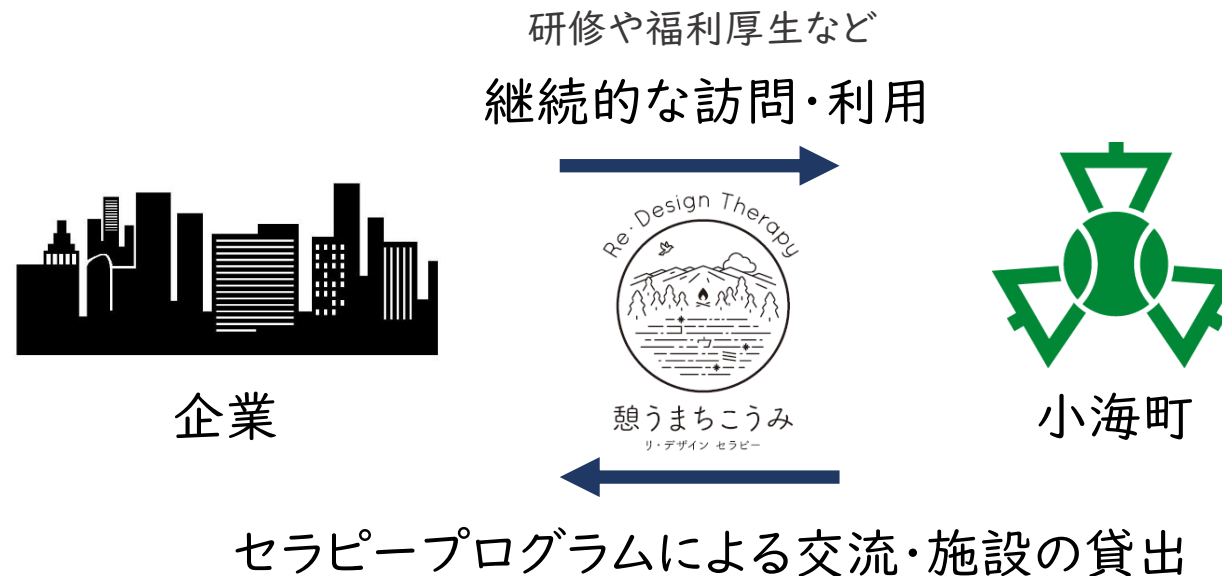 研修や福利厚生など
継続的な訪問・利用
Re・Design Therapy
コ
ウ
ミ
企業
憩うまちこうみ
リ・デザイン セラピー
小海町
セラピープログラムによる交流・施設の貸出